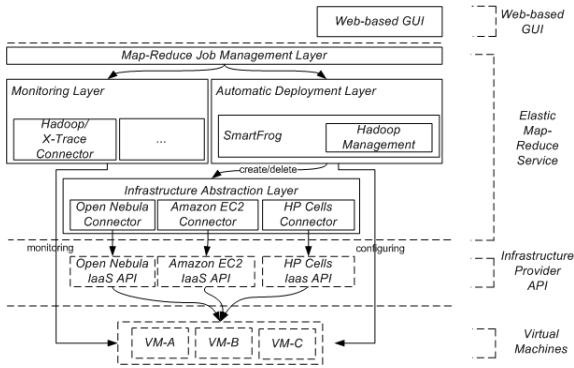 Web-based GUI
Web-based
GUI
Map-Reduce Job Management Layer
Monitoring Layer
Automatic Deployment Layer
Hadoop/
X-Trace
Connector
...
SmartFrog
Hadoop
Management
Elastic
Map-
Reduce
Service
create/delete
Infrastructure Abstraction Layer
Open Nebula
Connector
Amazon EC2
Connector
HP Cells
Connector
monitoring
configuring
Open Nebula
IaaS API
Amazon EC2
IaaS API
HP Cells
Iaas API
Infrastructure
Provider
API
VM-A
VM-B
VM-C
Virtual
Machines